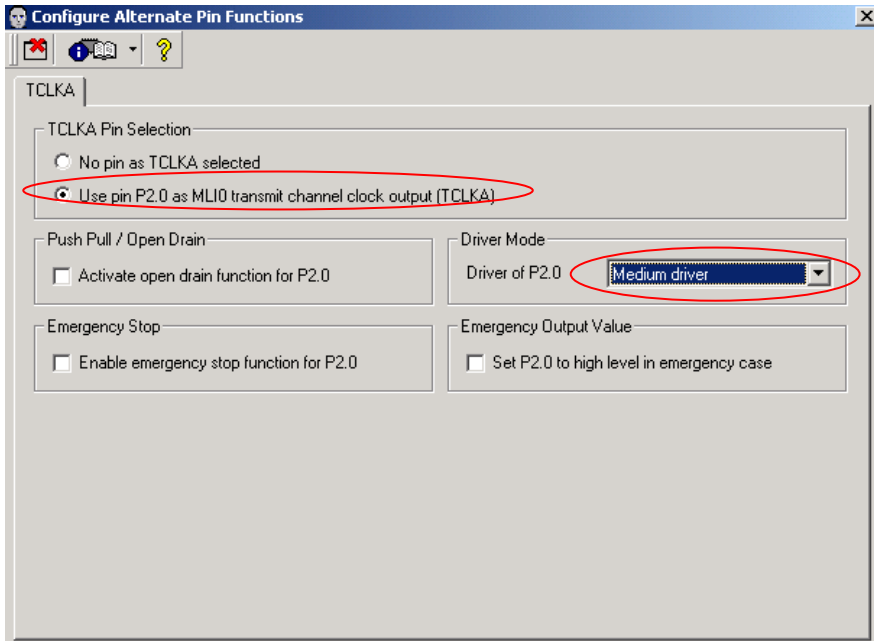 Configure Alternate Pin Functions
TCLKA
TCLKA Pin Selection
No pin as TCLKA selected
Use pin P2.0 as MLI0 transmit channel clock output (TCLKA)
Push Pull / Open Drain
Activate open drain function for P2.0
Driver Mode
Driver of P2.0 Medium driver
Emergency Stop
Enable emergency stop function for P2.0
Emergency Output Value
Set P2.0 to high level in emergency case